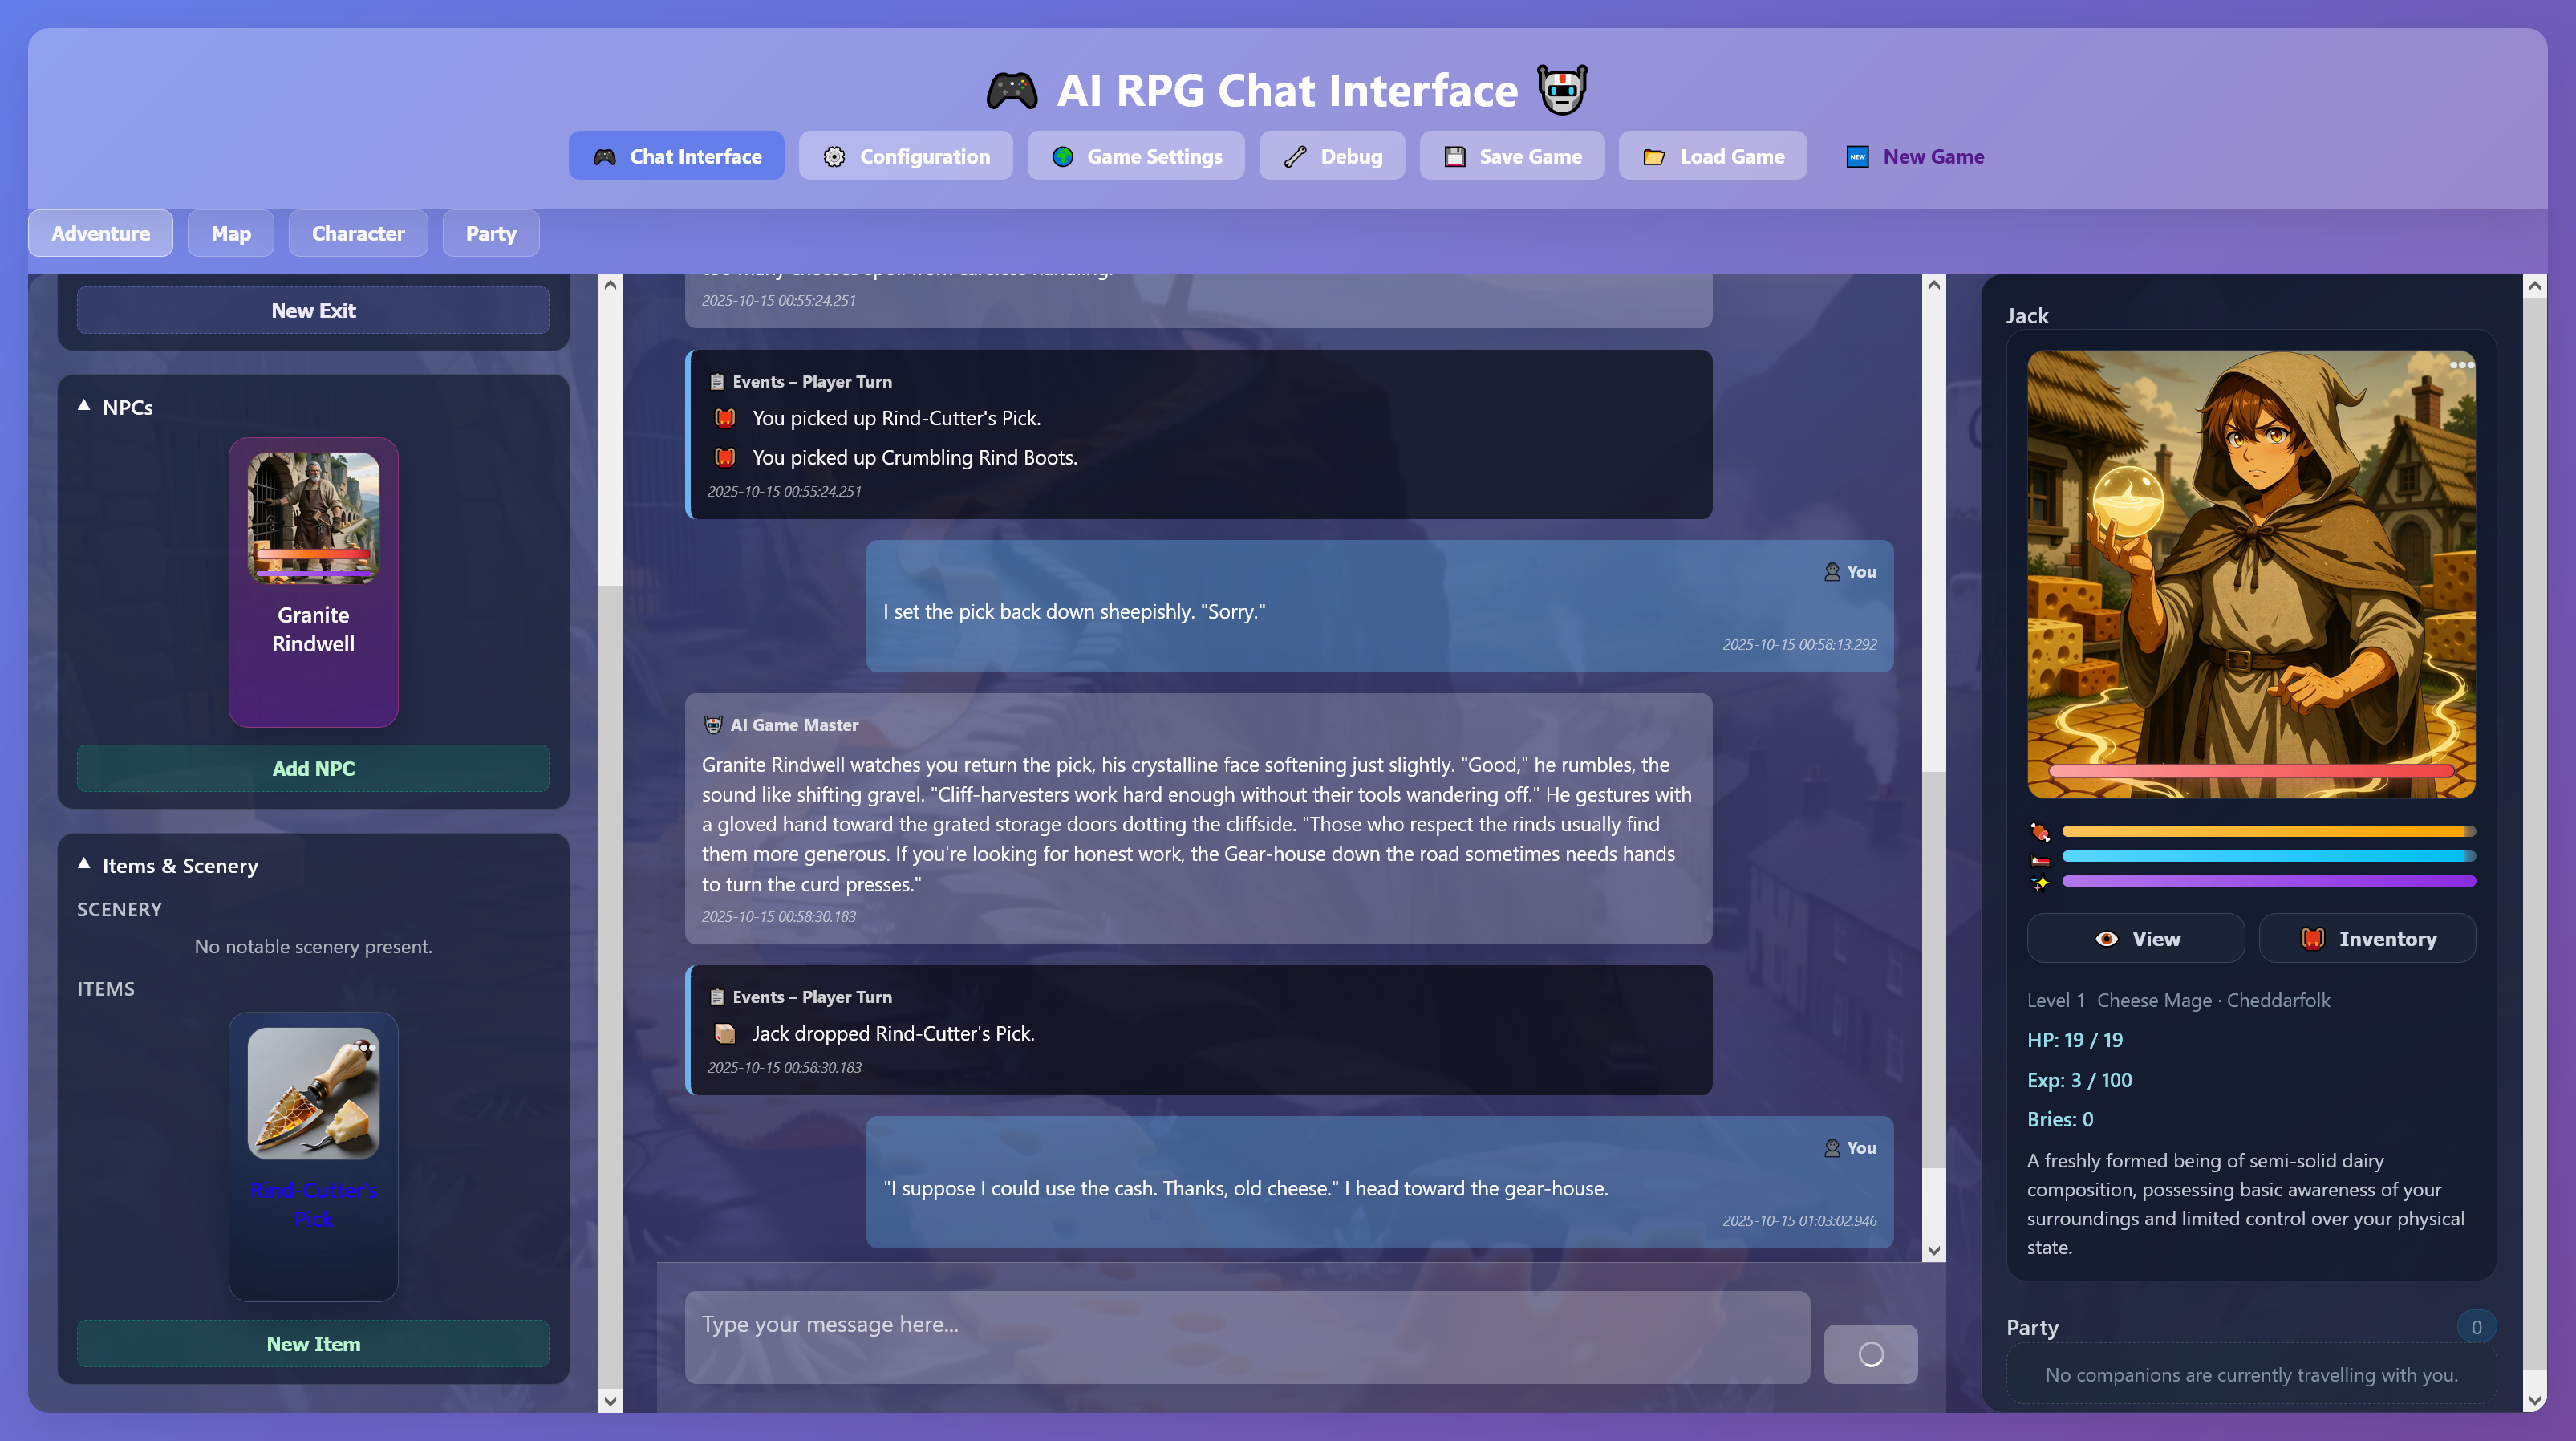 AI RPG Chat Interface
Chat Interface
Configuration
Game Settings
Debug
Save Game
Load Game
NEW
New Game
Adventure
Map
Character
Party
New Exit
NPCs
Granite
Rindwell
Add NPC
Items & Scenery
SCENERY
No notable scenery present.
ITEMS
Rind-Cutter's
Pick
New Item
too many cheeses spoil from careless handling.
2025-10-15 00:55:24.251
Events – Player Turn
You picked up Rind-Cutter's Pick.
You picked up Crumbling Rind Boots.
2025-10-15 00:55:24.251
You
I set the pick back down sheepishly. "Sorry."
2025-10-15 00:58:13.292
AI Game Master
Granite Rindwell watches you return the pick, his crystalline face softening just slightly. "Good," he rumbles, the
sound like shifting gravel. "Cliff-harvesters work hard enough without their tools wandering off." He gestures with
a gloved hand toward the grated storage doors dotting the cliffside. "Those who respect the rinds usually find
them more generous. If you're looking for honest work, the Gear-house down the road sometimes needs hands
to turn the curd presses."
2025-10-15 00:58:30.183
Events – Player Turn
Jack dropped Rind-Cutter's Pick.
2025-10-15 00:58:30.183
You
"I suppose I could use the cash. Thanks, old cheese." I head toward the gear-house.
2025-10-15 01:03:02.946
Type your message here...
Jack
View
Inventory
Level 1 Cheese Mage · Cheddarfolk
HP: 19 / 19
Exp: 3 / 100
Bries: 0
A freshly formed being of semi-solid dairy
composition, possessing basic awareness of your
surroundings and limited control over your physical
state.
Party
0
No companions are currently travelling with you.